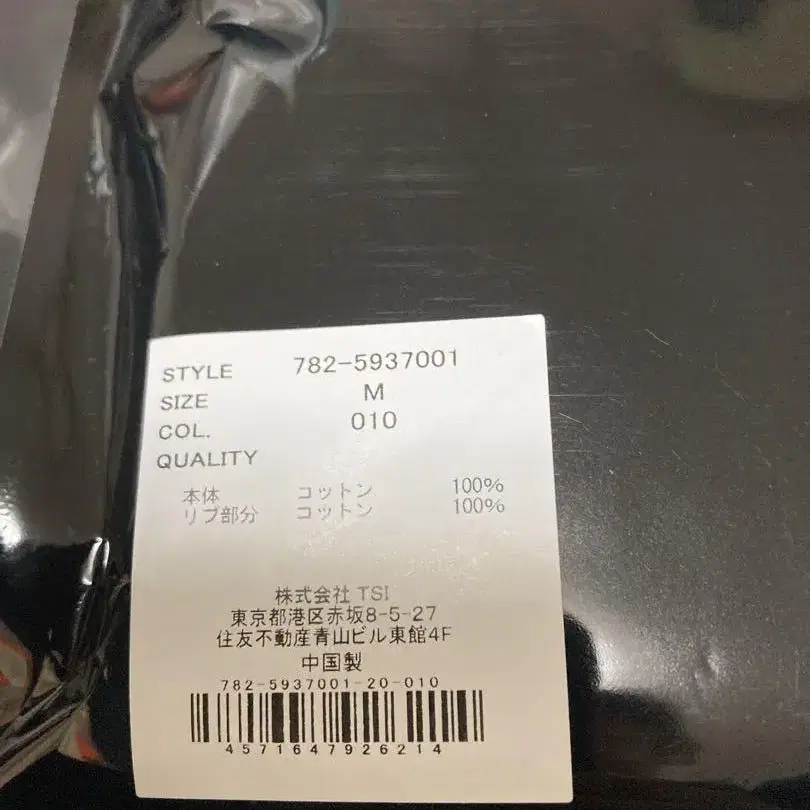 STYLE 782-5937001
SIZE M
COL. 010
QUALITY
本体 コットン 100%
リブ部分 コットン 100%
株式会社 TSI
東京都港区赤坂8-5-27
住友不動産青山ビル東館4F
中国製
782-5937001-20-010
4571647926214